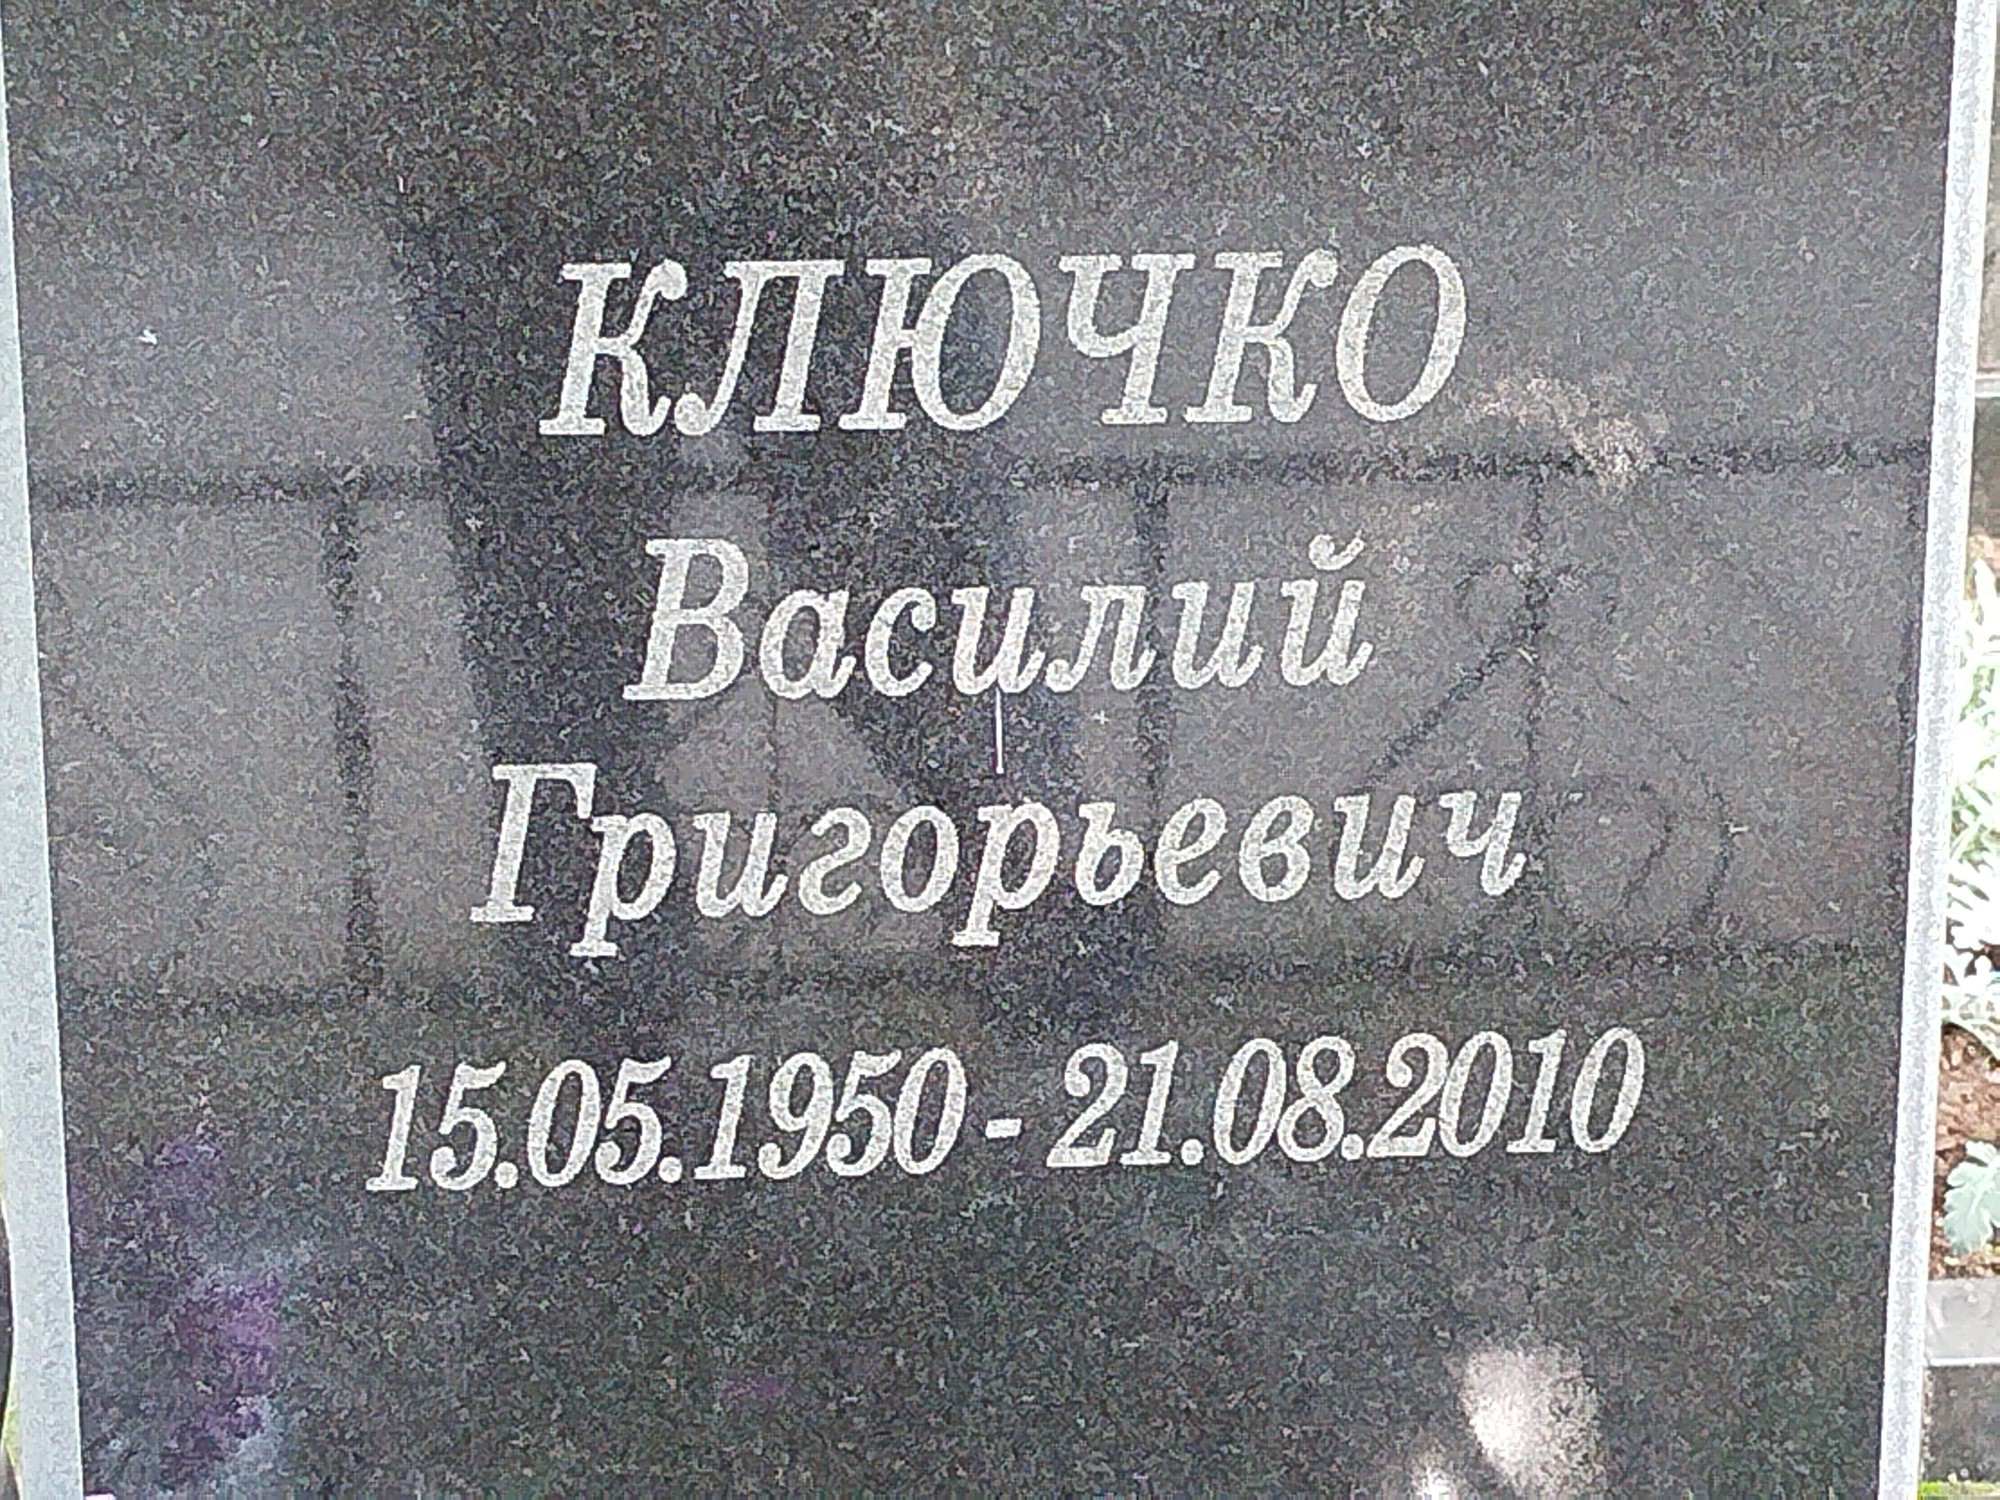 КЛЮЧКО
Василий
Григорьевич
15.05.1950 - 21.08.2010